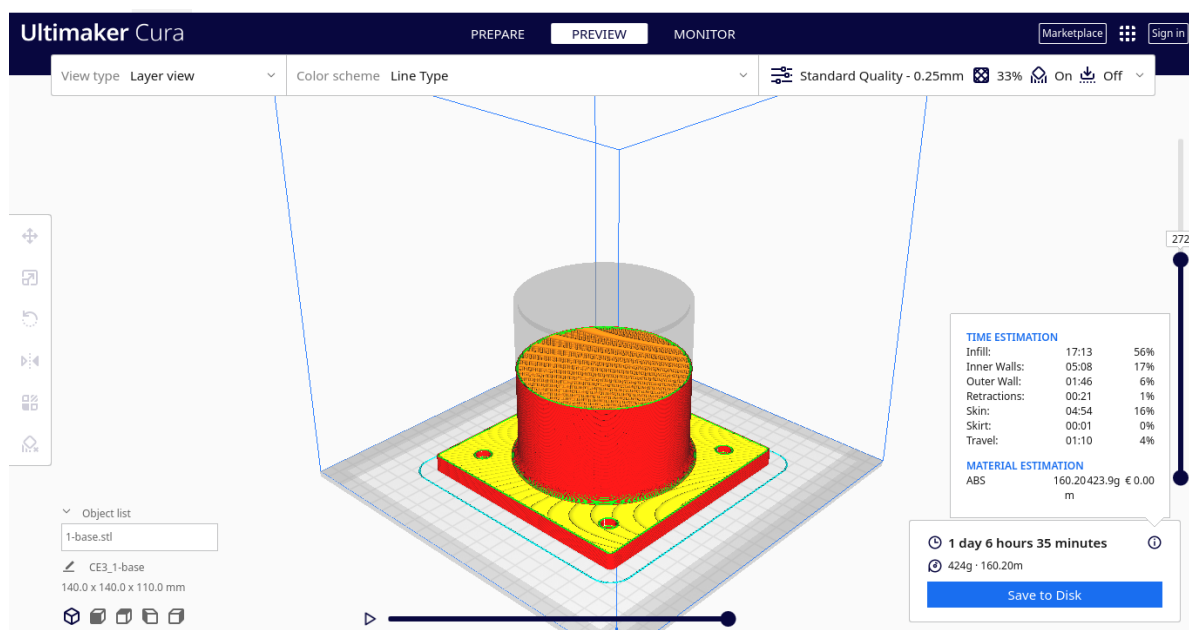 Ultimaker Cura PREPARE PREVIEW MONITOR Marketplace Sign in
View type Layer view Color scheme Line Type Standard Quality - 0.25mm 33% On Off
272
TIME ESTIMATION
Infill: 17:13 56%
Inner Walls: 05:08 17%
Outer Wall: 01:46 6%
Retractions: 00:21 1%
Skin: 04:54 16%
Skirt: 00:01 0%
Travel: 01:10 4%
MATERIAL ESTIMATION
ABS 160.20 423.9g € 0.00
m
Object list
1-base.stl
CE3_1-base
140.0 x 140.0 x 110.0 mm
1 day 6 hours 35 minutes
424g · 160.20m
Save to Disk